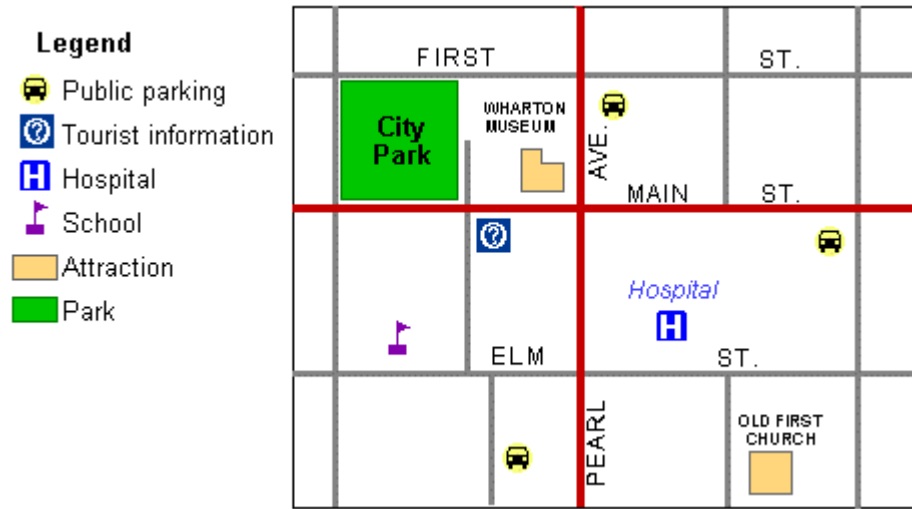 Legend
Public parking
Tourist information
H Hospital
School
Attraction
Park
FIRST ST.
City
Park
WHARTON
MUSEUM
AVE.
MAIN ST.
?
Hospital
H
ELM ST.
PEARL
OLD FIRST
CHURCH